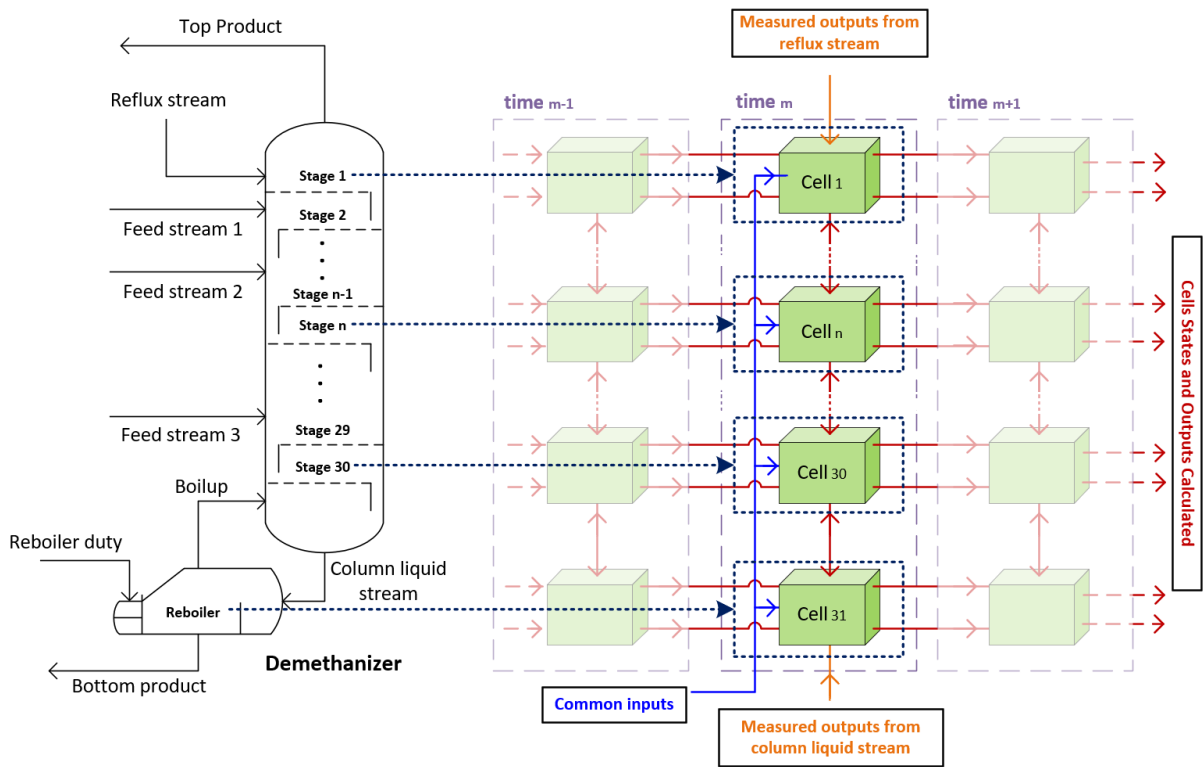 Top Product
Reflux stream
Feed stream 1
Feed stream 2
Feed stream 3
Boilup
Reboiler duty
Stage 1
Stage 2
Stage n-1
Stage n
Stage 29
Stage 30
Reboiler
Column liquid
stream
Demethanizer
Bottom product
Measured outputs from
reflux stream
time m-1
time m
time m+1
Cell 1
Cell n
Cell 30
Cell 31
Common inputs
Measured outputs from
column liquid stream
Cells States and Outputs Calculated